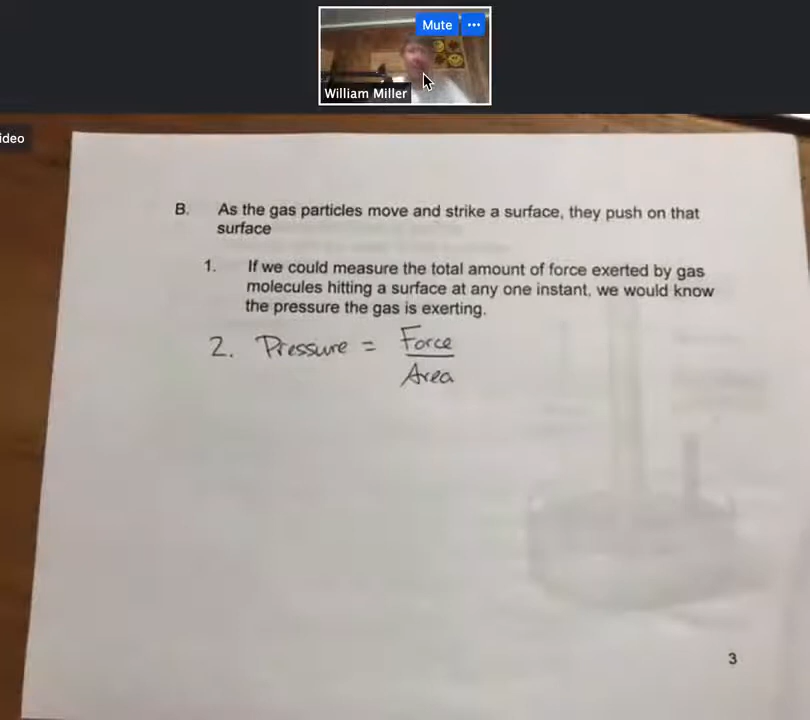 Mute ...
William Miller
ideo
B. As the gas particles move and strike a surface, they push on that
surface
1. If we could measure the total amount of force exerted by gas
molecules hitting a surface at any one instant, we would know
the pressure the gas is exerting.
2. Pressure = Force
Area
3